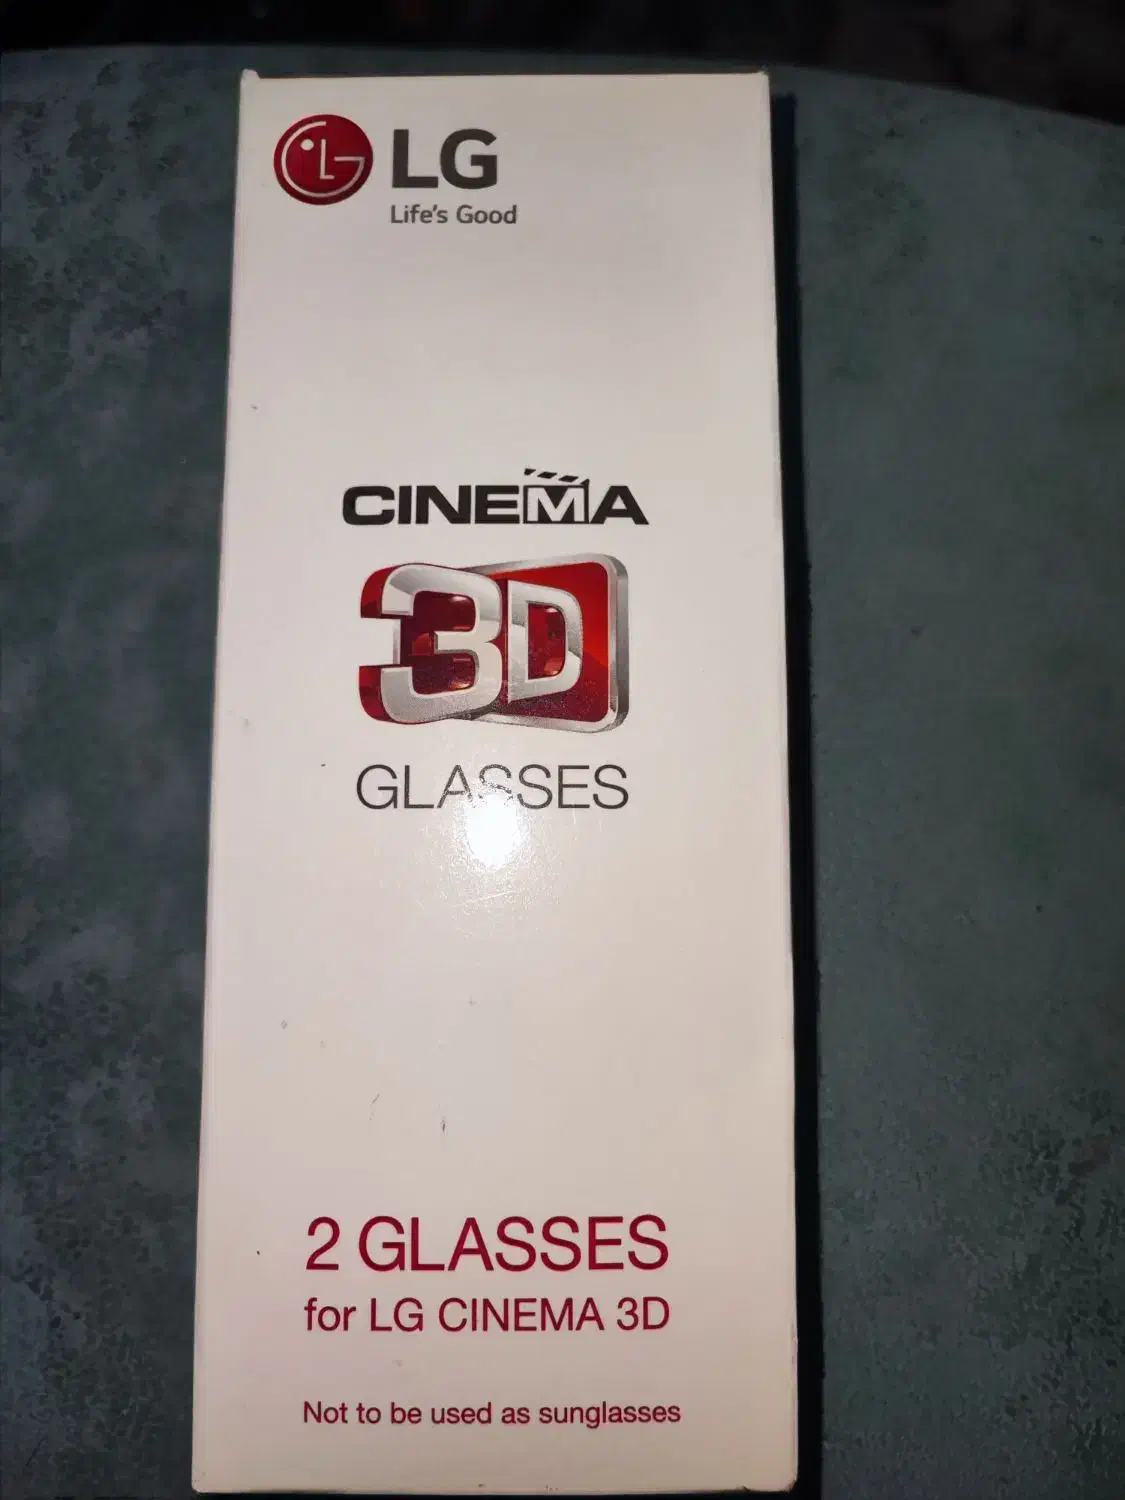 LG
Life's Good
CINEMA
3D
GLASSES
2 GLASSES
for LG CINEMA 3D
Not to be used as sunglasses